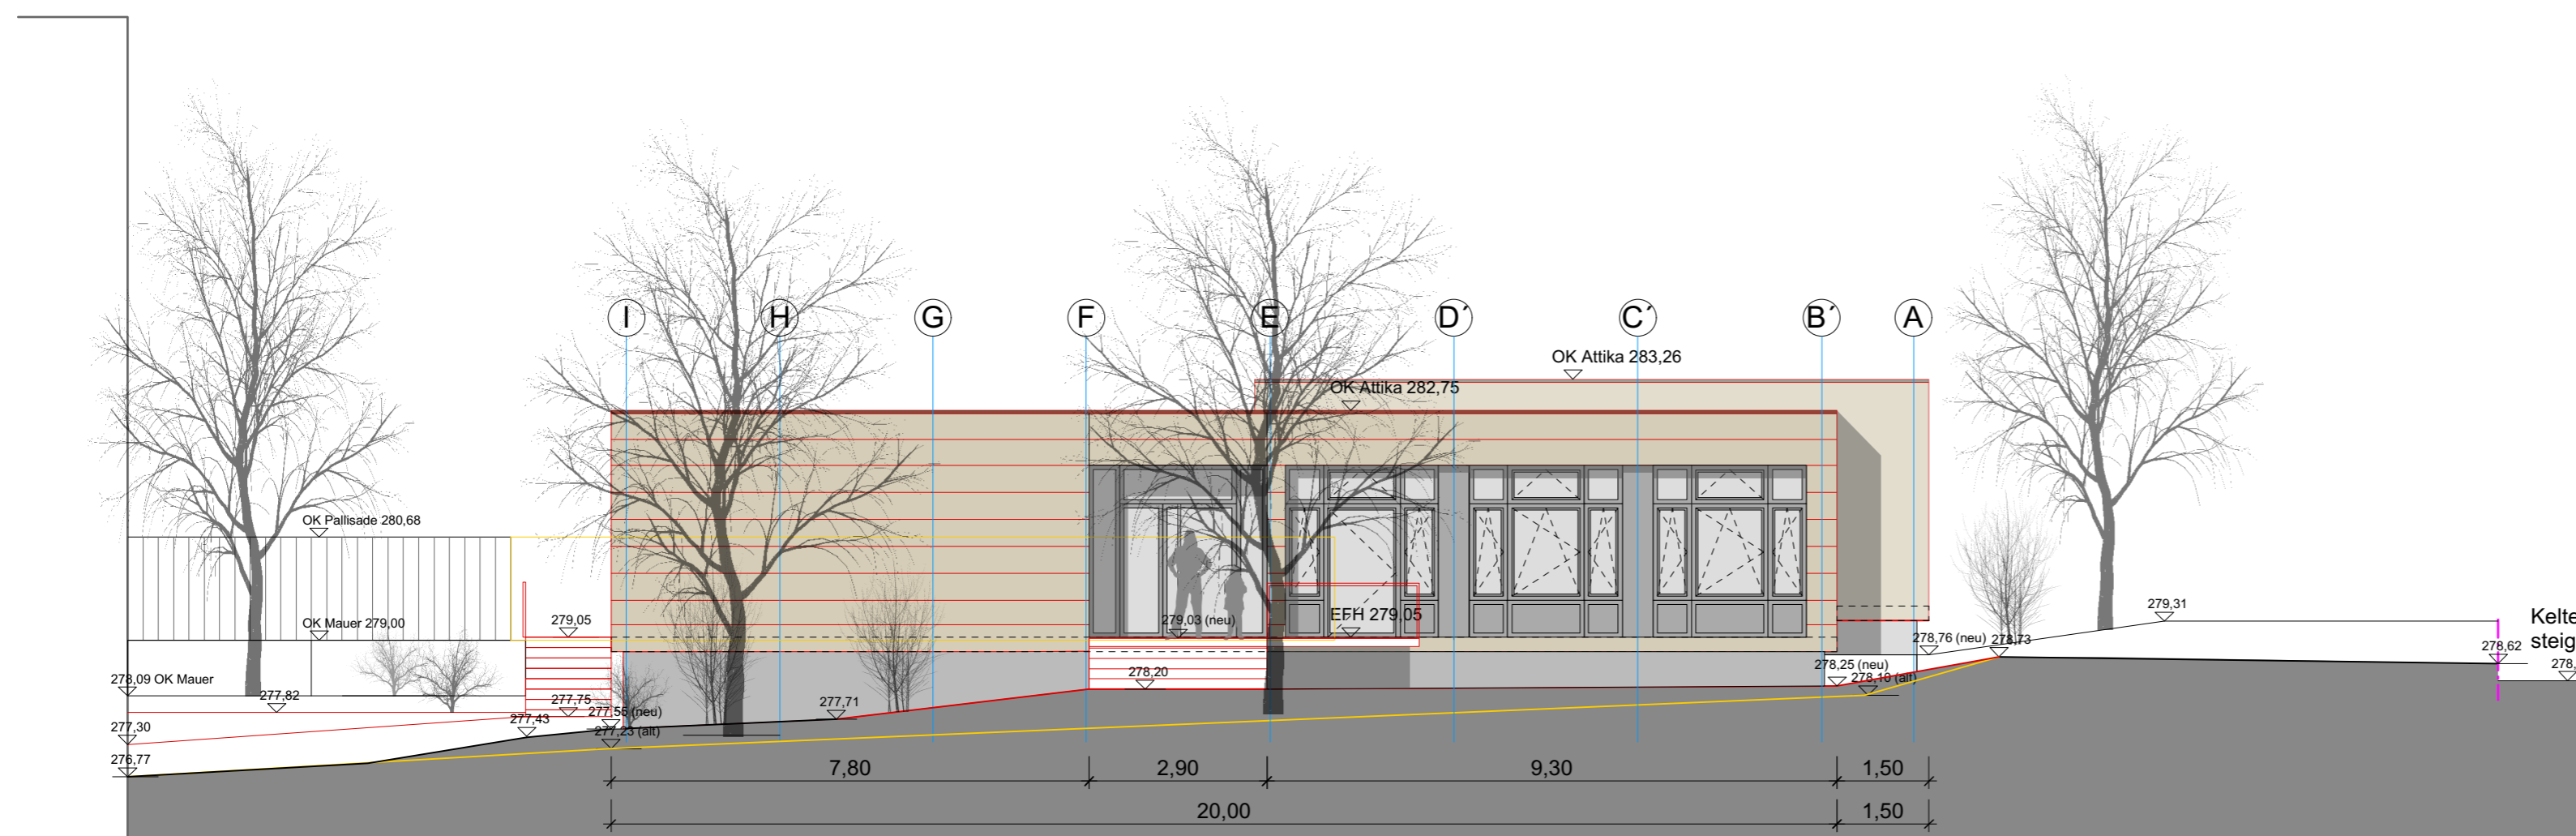 I H G F E D´ C´ B´ A
OK Attika 283,26
OK Attika 282,75
OK Pallisade 280,68
OK Mauer 279,00
279,05
279,03 (neu)
EFH 279,05
279,31
278,76 (neu)
278,73
278,62
Kelte
steig
278,
278,25 (neu)
278,10 (alt)
278,20
278,09 OK Mauer
277,82
277,75
277,71
277,55 (neu)
277,43
277,23 (alt)
277,30
276,77
7,80 2,90 9,30 1,50
20,00 1,50